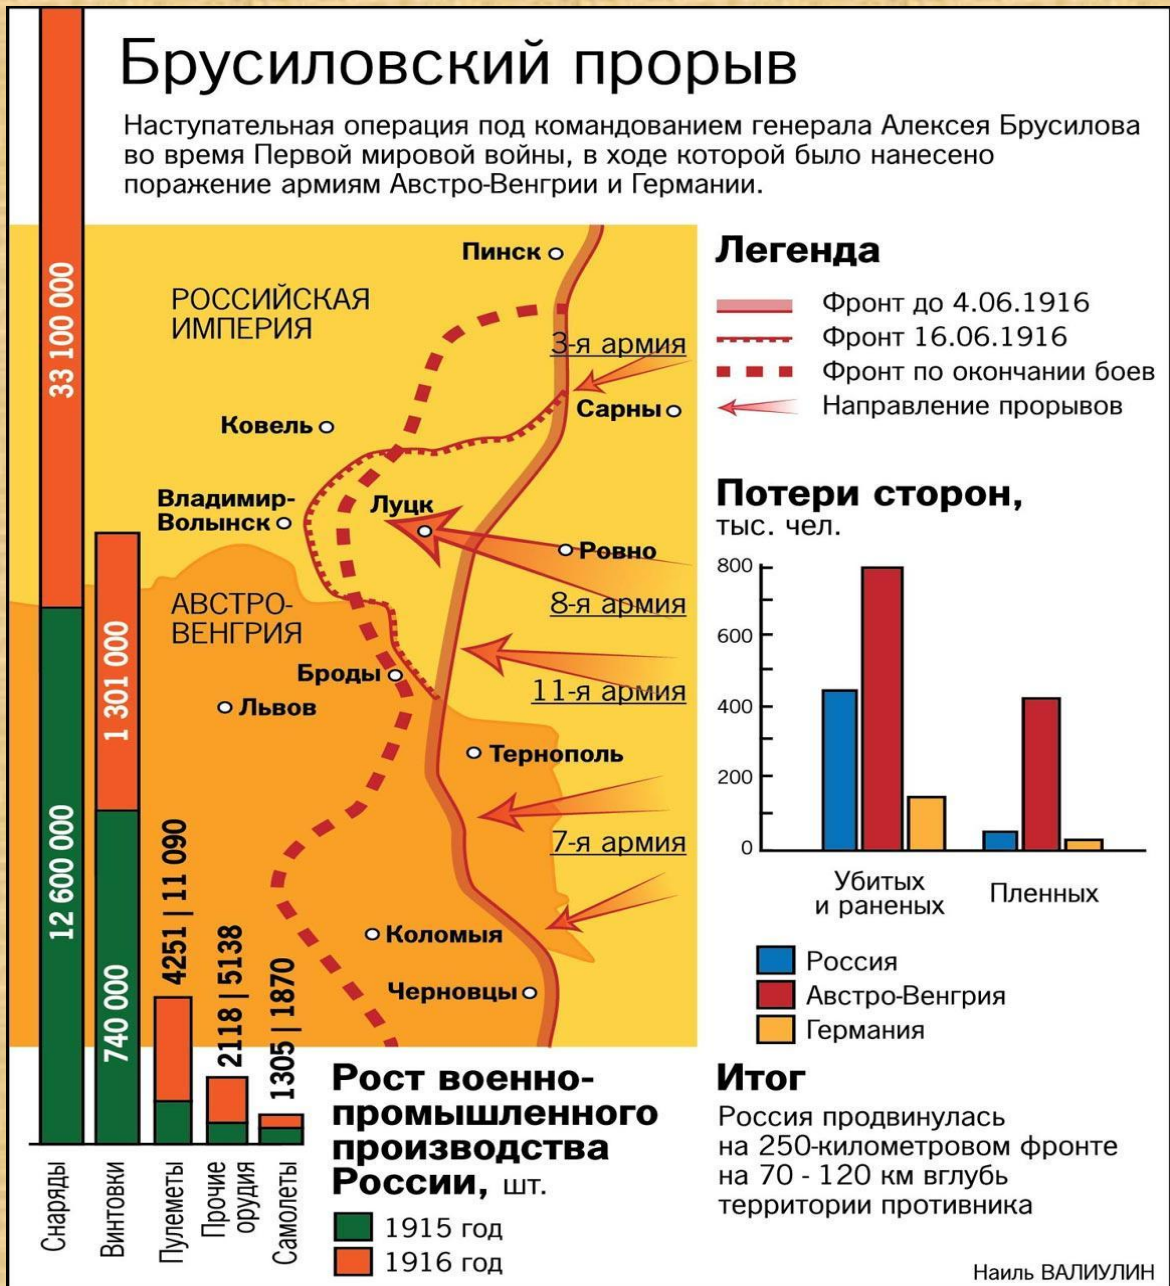 Брусиловский прорыв
Наступательная операция под командованием генерала Алексея Брусилова
во время Первой мировой войны, в ходе которой было нанесено
поражение армиям Австро-Венгрии и Германии.
Пинск
РОССИЙСКАЯ
ИМПЕРИЯ
3-я армия
Сарны
Ковель
Владимир-
Волынск
Луцк
Ровно
8-я армия
АВСТРО-
ВЕНГРИЯ
Броды
11-я армия
Львов
Тернополь
7-я армия
Коломыя
Черновцы
Легенда
Фронт до 4.06.1916
Фронт 16.06.1916
Фронт по окончании боев
Направление прорывов
Потери сторон,
тыс. чел.
800
600
400
200
0
Убитых
и раненых
Пленных
Россия
Австро-Венгрия
Германия
33 100 000
12 600 000
1 301 000
740 000
4251 | 11 090
2118 | 5138
1305 | 1870
Снаряды
Винтовки
Пулеметы
Прочие
орудия
Самолеты
Рост военно-
промышленного
производства
России, шт.
1915 год
1916 год
Итог
Россия продвинулась
на 250-километровом фронте
на 70 - 120 км вглубь
территории противника
Наиль ВАЛИУЛИН